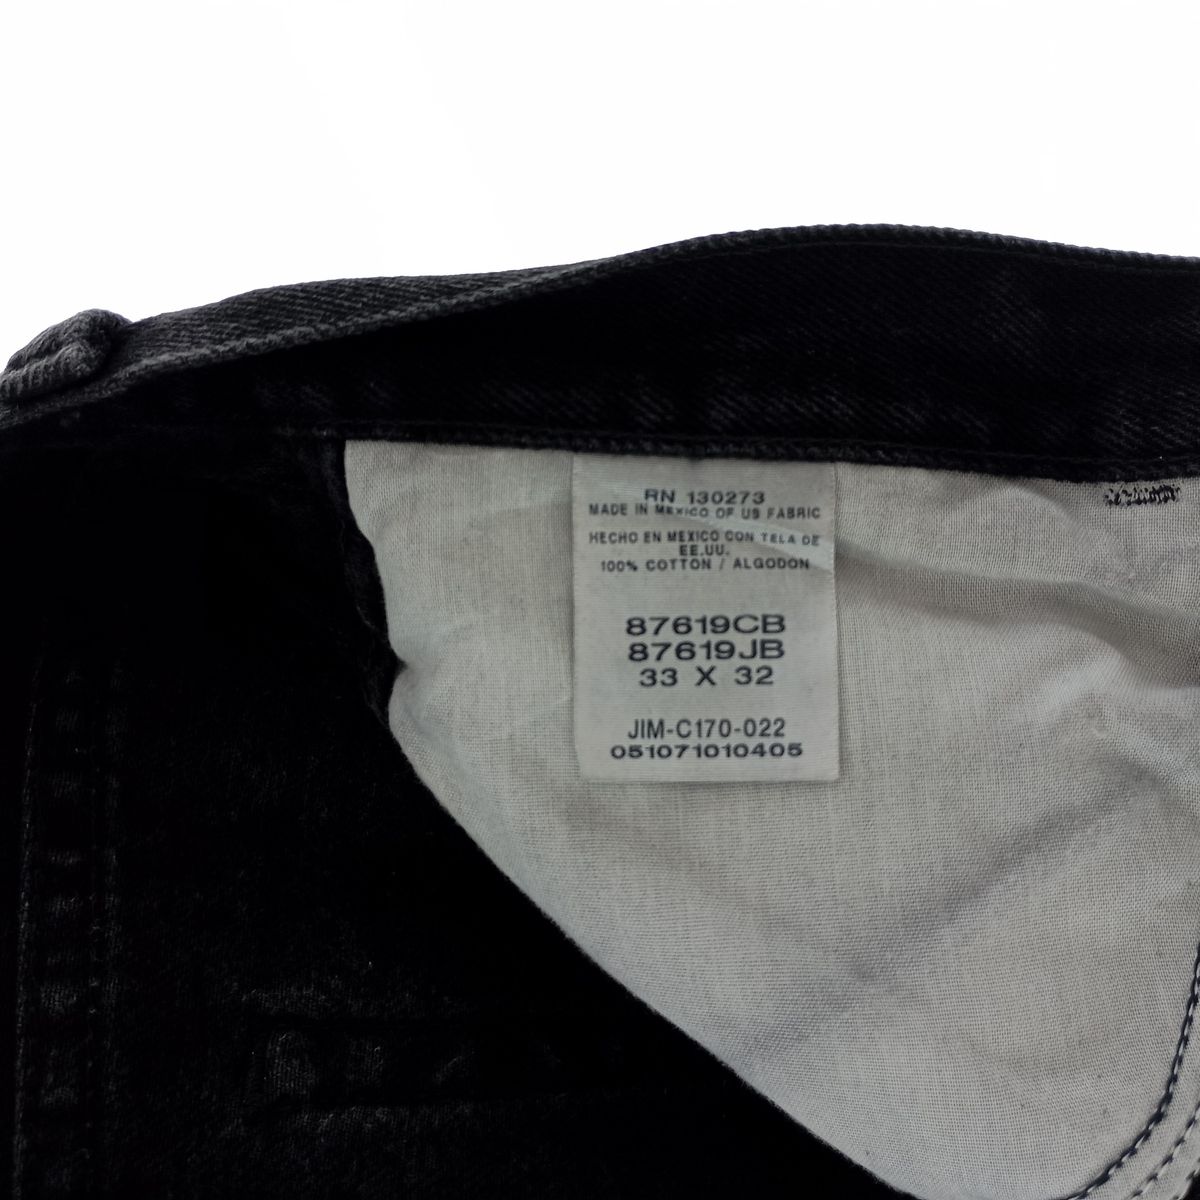 RN 130273
MADE IN MEXICO OF US FABRIC
HECHO EN MEXICO CON TELA DE
EE.UU.
100% COTTON / ALGODON
87619CB
87619JB
33 X 32
JIM-C170-022
051071010405